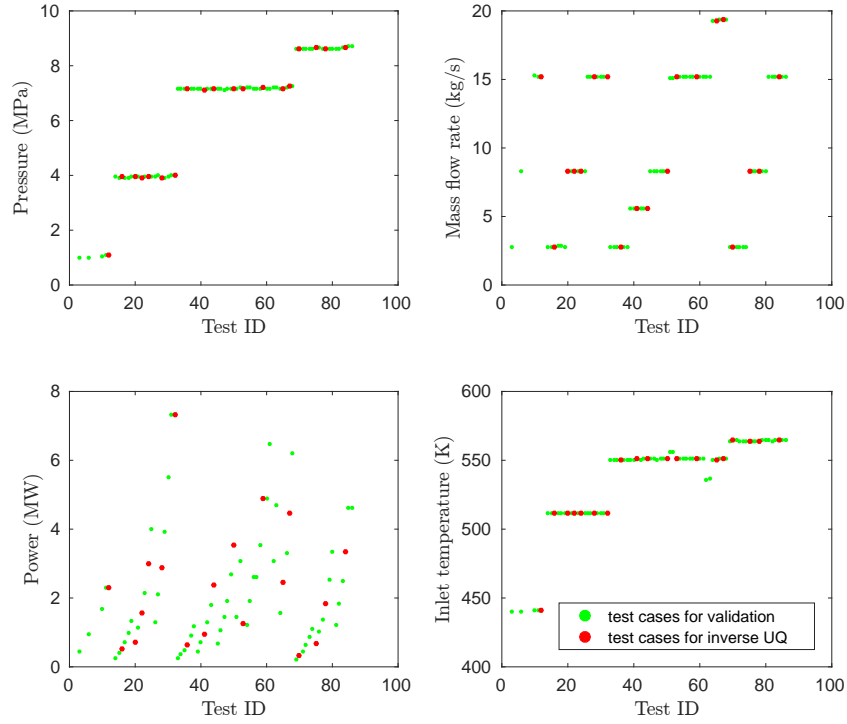 10
8
6
4
2
0
Pressure (MPa)
0 20 40 60 80 100
Test ID
20
15
10
5
0
Mass flow rate (kg/s)
0 20 40 60 80 100
Test ID
8
6
4
2
0
Power (MW)
0 20 40 60 80 100
Test ID
600
550
500
450
400
Inlet temperature (K)
test cases for validation
test cases for inverse UQ
0 20 40 60 80 100
Test ID